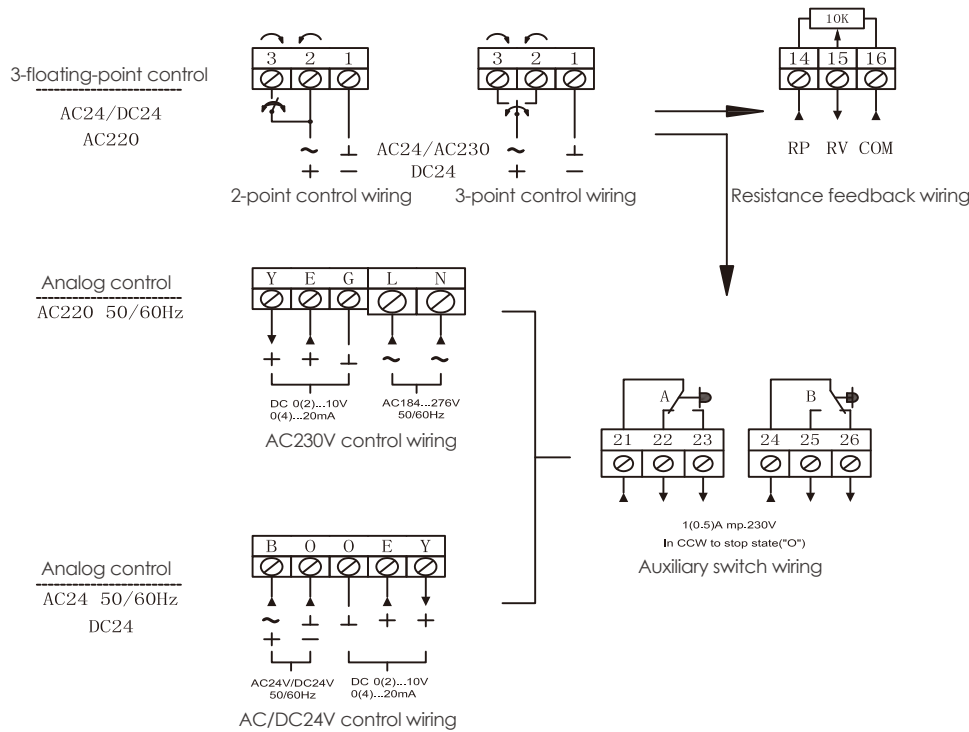 10K
3 2 1
3 2 1
14 15 16
3-floating-point control
AC24/DC24
AC220
~
+ −
AC24/AC230
DC24
~
+ −
RP RV COM
2-point control wiring
3-point control wiring
Resistance feedback wiring
Analog control
AC220 50/60Hz
Y E G L N
+ + ~ ~
DC 0(2)...10V
0(4)...20mA
AC184...276V
50/60Hz
AC230V control wiring
A
B
21 22 23
24 25 26
1(0.5)A mp.230V
In CCW to stop state("O")
Auxiliary switch wiring
Analog control
AC24 50/60Hz
DC24
B O O E Y
~ + +
+ −
AC24V/DC24V
50/60Hz
DC 0(2)...10V
0(4)...20mA
AC/DC24V control wiring